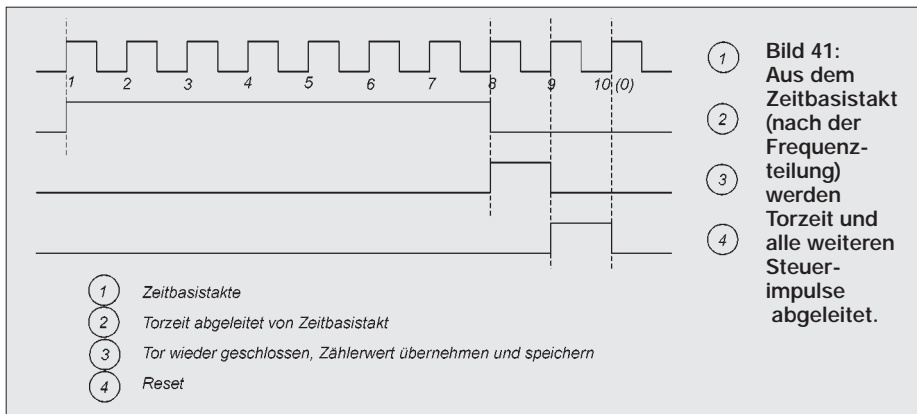 1 2 3 4 5 6 7 8 9 10 (0)
1
2
3
4
Bild 41:
Aus dem
Zeitbasistakt
(nach der
Frequenz-
teilung)
werden
Torzeit und
alle weiteren
Steuer-
impulse
abgeleitet.
1 Zeitbasistakte
2 Torzeit abgeleitet von Zeitbasistakt
3 Tor wieder geschlossen, Zählerwert übernehmen und speichern
4 Reset